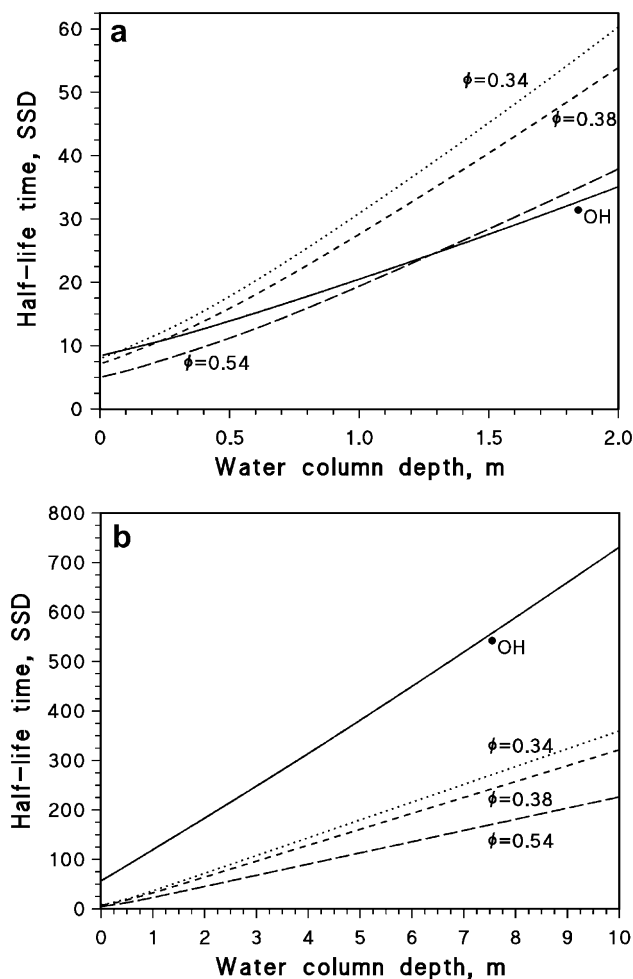 a
60
50
40
30
20
10
0
Half-life time, SSD
ϕ=0.34
ϕ=0.38
•OH
ϕ=0.54
0 0.5 1.0 1.5 2.0
Water column depth, m
b
800
700
600
500
400
300
200
100
0
Half-life time, SSD
•OH
ϕ=0.34
ϕ=0.38
ϕ=0.54
0 1 2 3 4 5 6 7 8 9 10
Water column depth, m